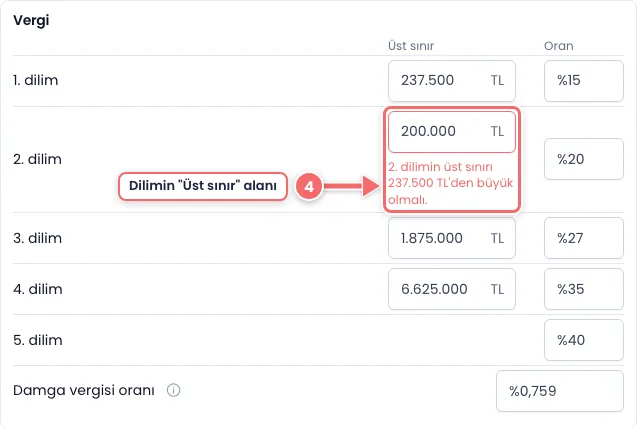 Vergi
Üst sınır Oran
1. dilim 237.500 TL %15
200.000 TL
2. dilim %20
2. dilimin üst sınırı
237.500 TL'den büyük
olmalı.
Dilimin "Üst sınır" alanı 4
3. dilim 1.875.000 TL %27
4. dilim 6.625.000 TL %35
5. dilim %40
Damga vergisi oranı %0,759